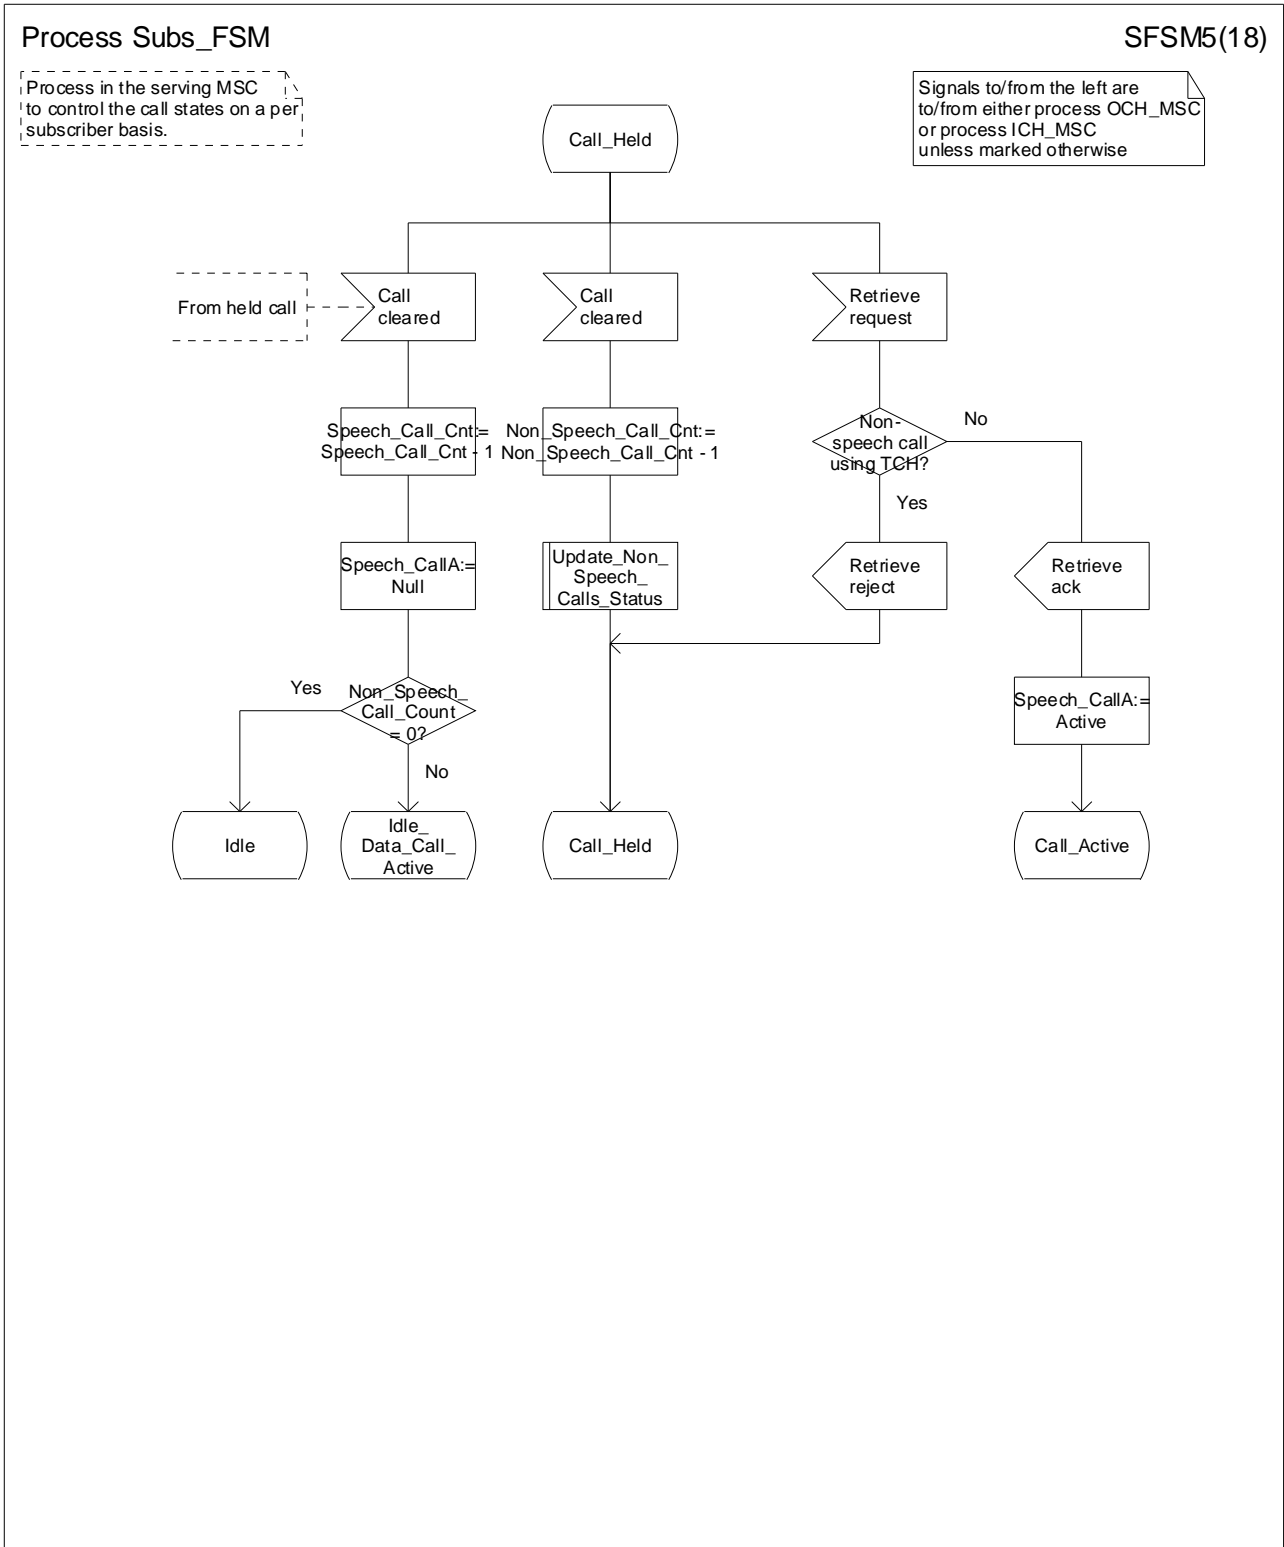 Process Subs_FSM
SFSM5(18)
Process in the serving MSC
to control the call states on a per
subscriber basis.
Signals to/from the left are
to/from either process OCH_MSC
or process ICH_MSC
unless marked otherwise
Call_Held
From held call
Call
cleared
Call
cleared
Retrieve
request
Speech_Call_Cnt:=
Speech_Call_Cnt - 1
Non_Speech_Call_Cnt:=
Non_Speech_Call_Cnt - 1
Non-
speech call
using TCH?
No
Yes
Speech_CallA:=
Null
Update_Non_
Speech_
Calls_Status
Retrieve
reject
Retrieve
ack
Yes
Non_Speech_
Call_Count
= 0?
No
Speech_CallA:=
Active
Idle
Idle_
Data_Call_
Active
Call_Held
Call_Active